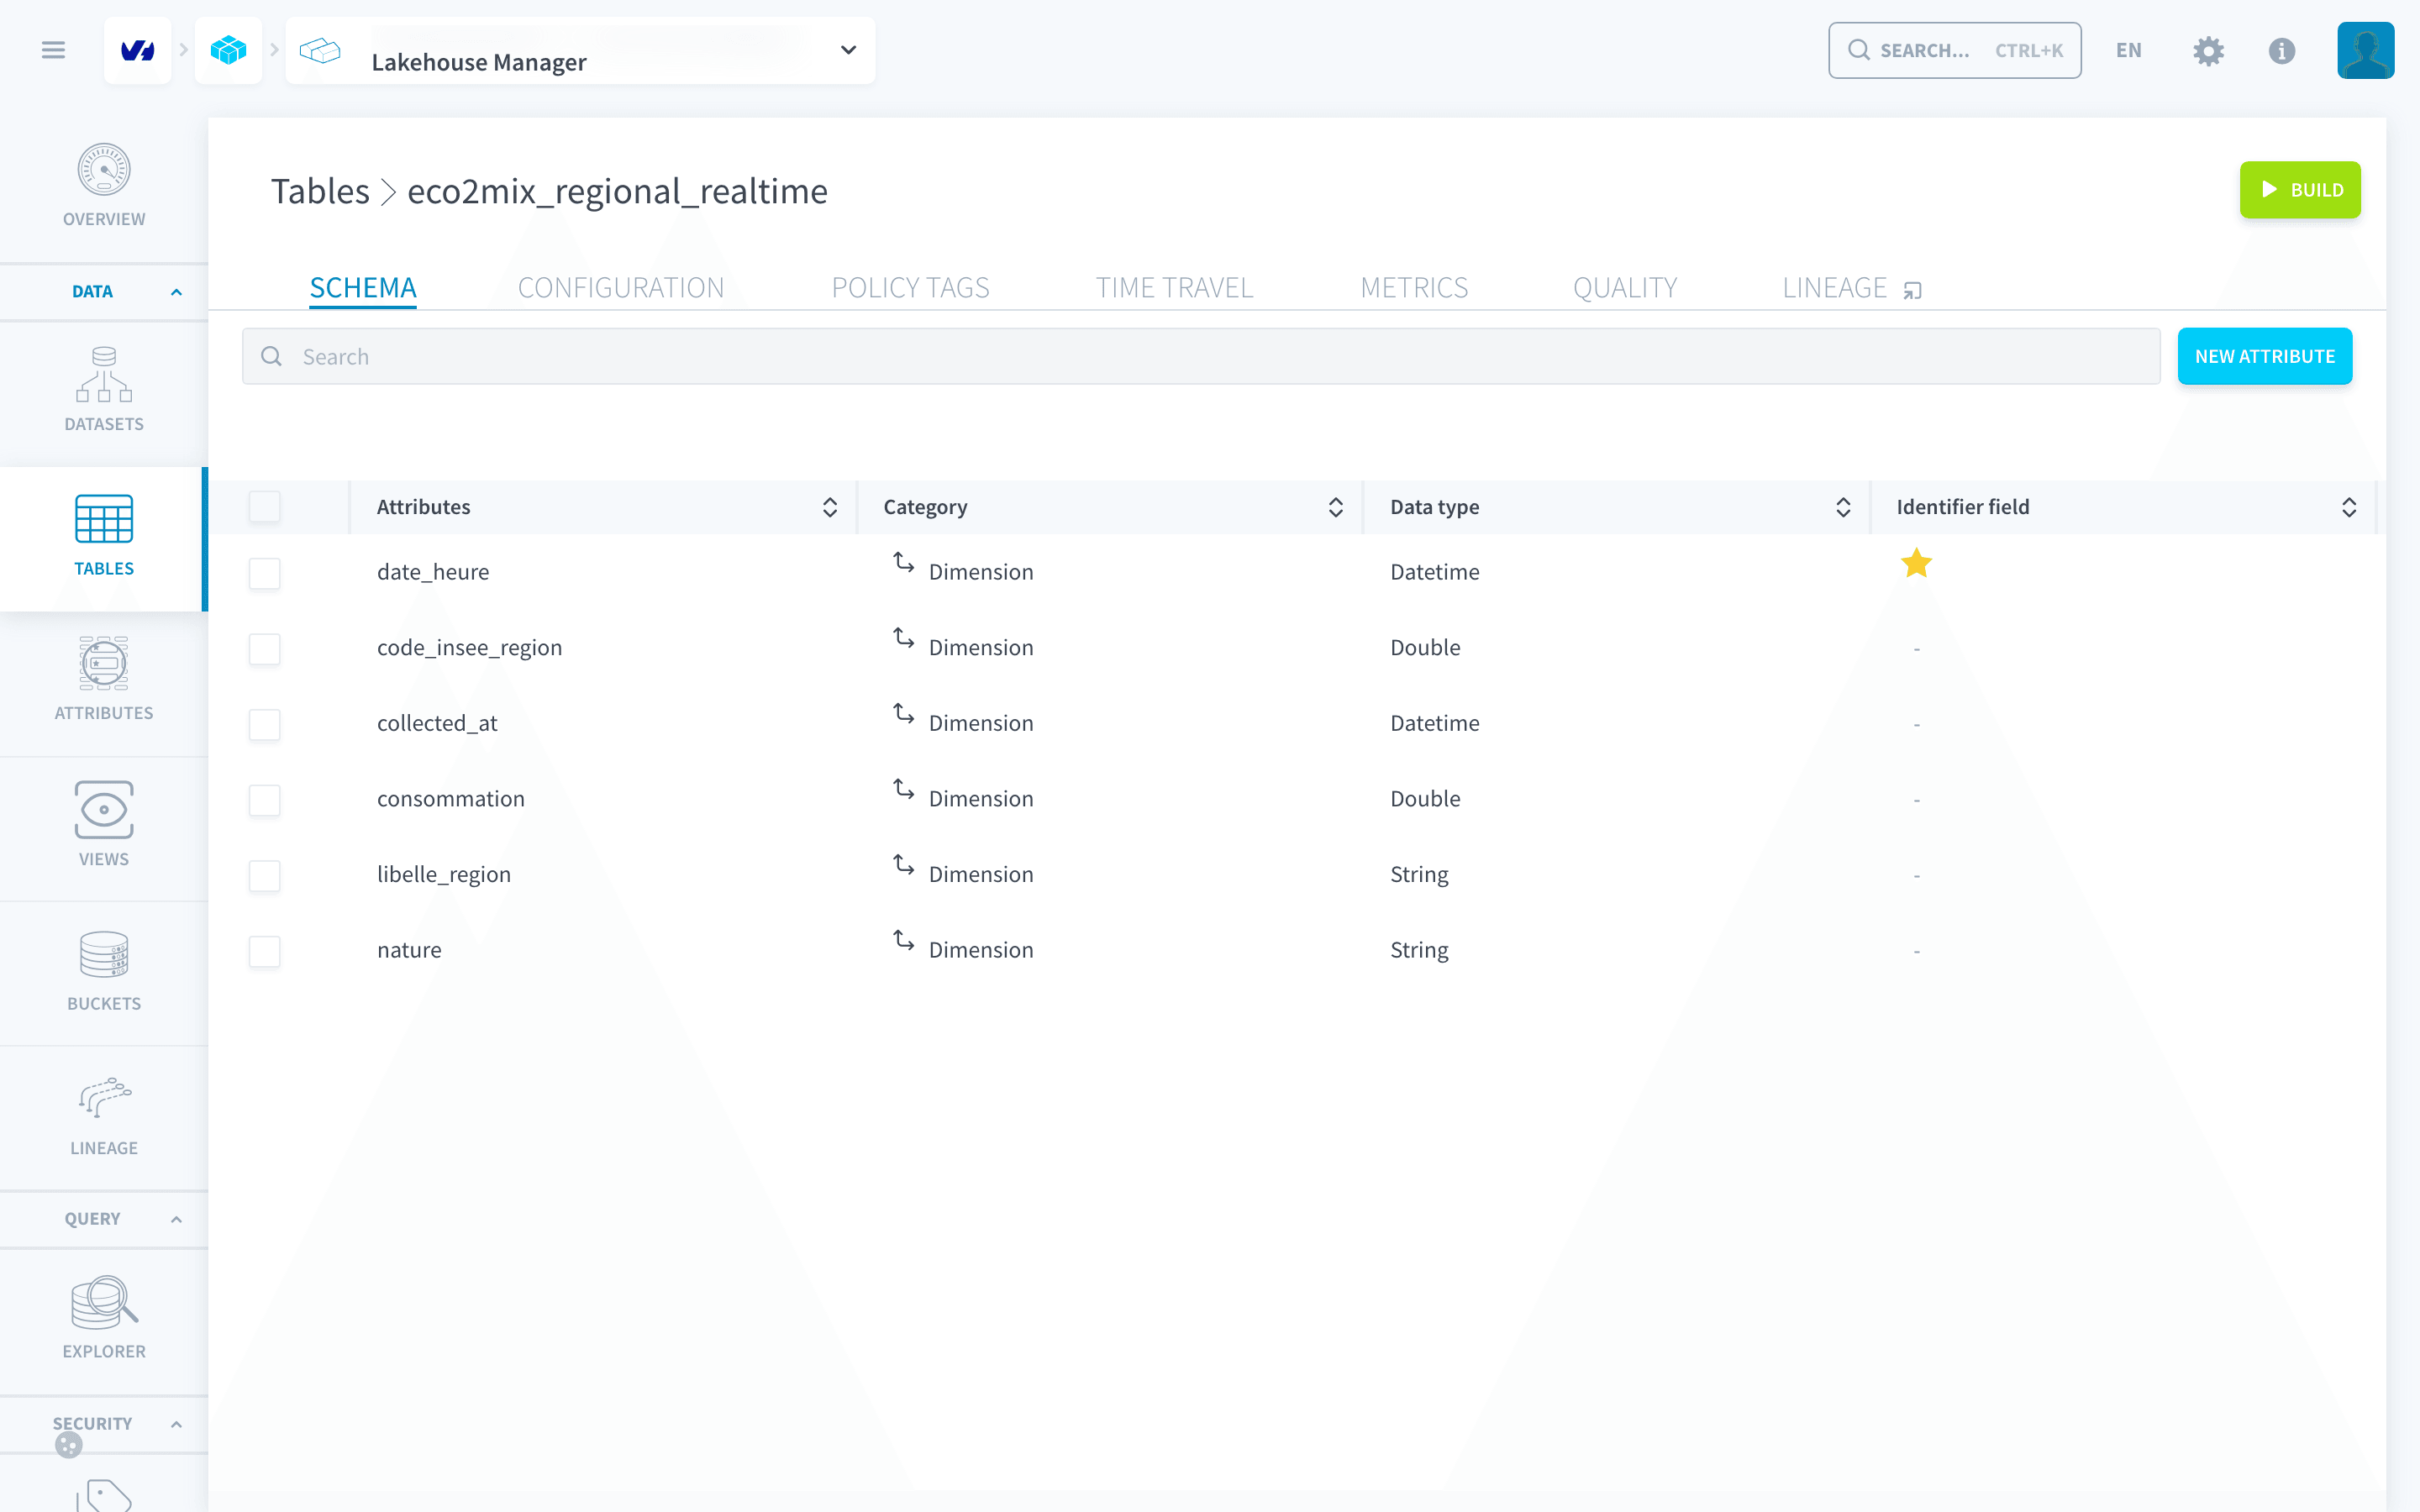 Lakehouse Manager
SEARCH... CTRL+K
EN
OVERVIEW
DATA
DATASETS
TABLES
ATTRIBUTES
VIEWS
BUCKETS
LINEAGE
QUERY
EXPLORER
SECURITY
Tables > eco2mix_regional_realtime
BUILD
SCHEMA CONFIGURATION POLICY TAGS TIME TRAVEL METRICS QUALITY LINEAGE
Search
NEW ATTRIBUTE
Attributes Category Data type Identifier field
date_heure Dimension Datetime
code_insee_region Dimension Double -
collected_at Dimension Datetime -
consommation Dimension Double -
libelle_region Dimension String -
nature Dimension String -